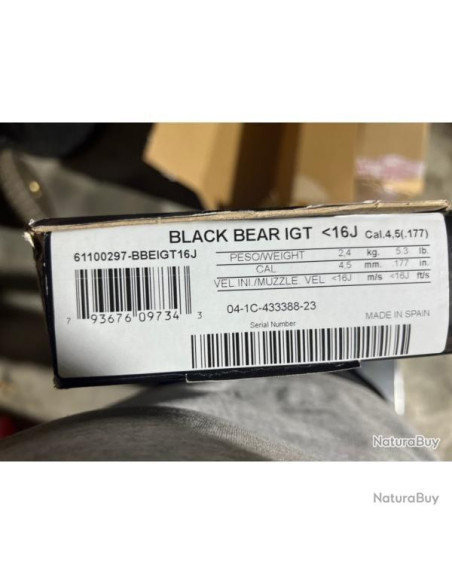 BLACK BEAR IGT <16J Cal.4,5(.177)
61100297-BBEIGT16J
PESO/WEIGHT 2,4 kg. 5.3 lb.
CAL 4.5 mm. .177 in.
VEL.INI./MUZZLE VEL <16J m/s <16J ft/s
7 93676 09734 3
04-1C-433388-23
Serial Number
MADE IN SPAIN
NaturaBuy
NaturaBuy